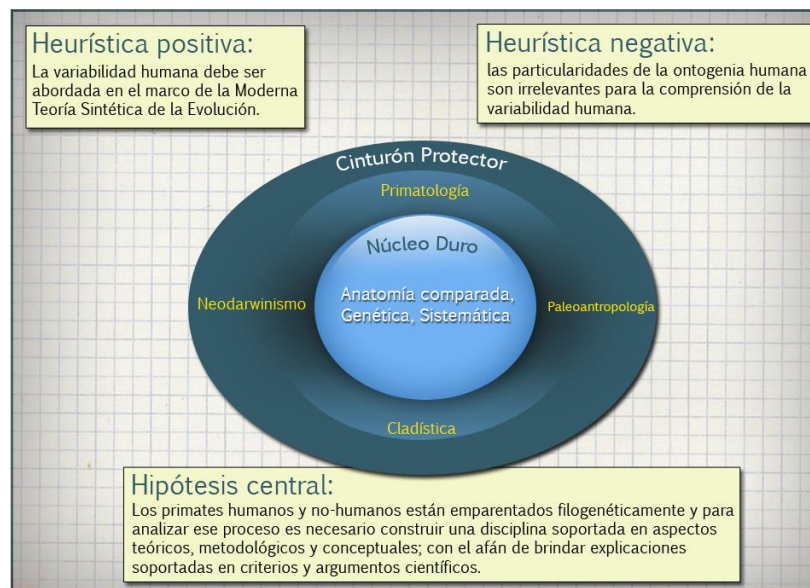 Heurística positiva:
La variabilidad humana debe ser
abordada en el marco de la Moderna
Teoría Sintética de la Evolución.
Heurística negativa:
las particularidades de la ontogenia humana
son irrelevantes para la comprensión de la
variabilidad humana.
Cinturón Protector
Primatología
Núcleo Duro
Neodarwinismo
Anatomía comparada,
Genética, Sistemática
Paleoantropología
Cladística
Hipótesis central:
Los primates humanos y no-humanos están emparentados filogenéticamente y para
analizar ese proceso es necesario construir una disciplina soportada en aspectos
teóricos, metodológicos y conceptuales; con el afán de brindar explicaciones
soportadas en criterios y argumentos científicos.